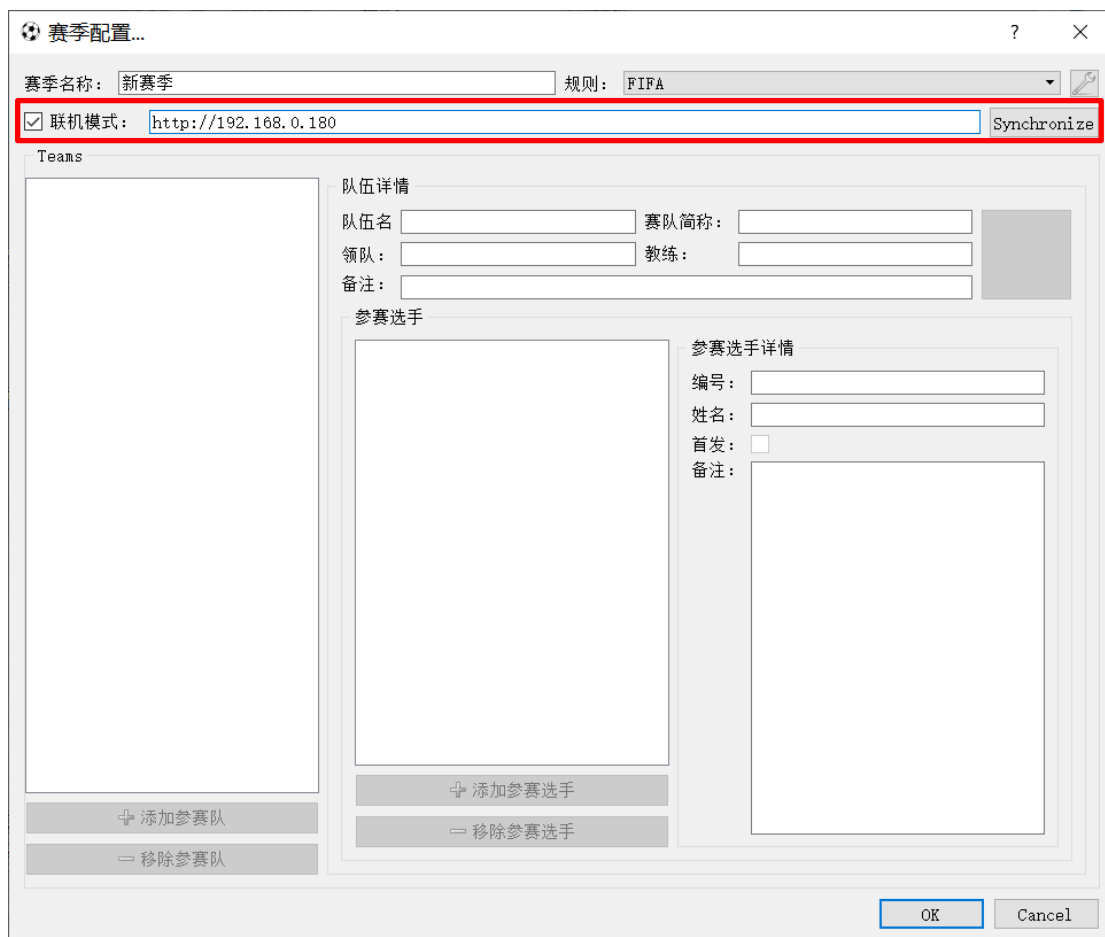 赛季配置... ?
赛季名称: 新赛季 规则: FIFA
联机模式: http://192.168.0.180 Synchronize
Teams
队伍详情
队伍名 赛队简称:
领队: 教练:
备注:
参赛选手
参赛选手详情
编号:
姓名:
首发:
备注:
添加参赛选手
移除参赛选手
添加参赛队
移除参赛队
OK Cancel